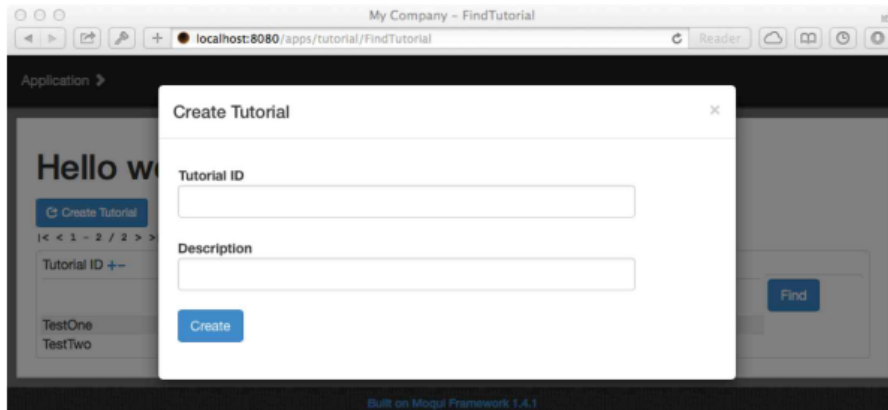 My Company – FindTutorial
localhost:8080/apps/tutorial/FindTutorial
Reader
Application
Create Tutorial
×
Hello w
Tutorial ID
Create Tutorial
|< < 1 - 2 / 2 > >
Description
Tutorial ID +−
Find
TestOne
Create
TestTwo
Built on Moqui Framework 1.4.1